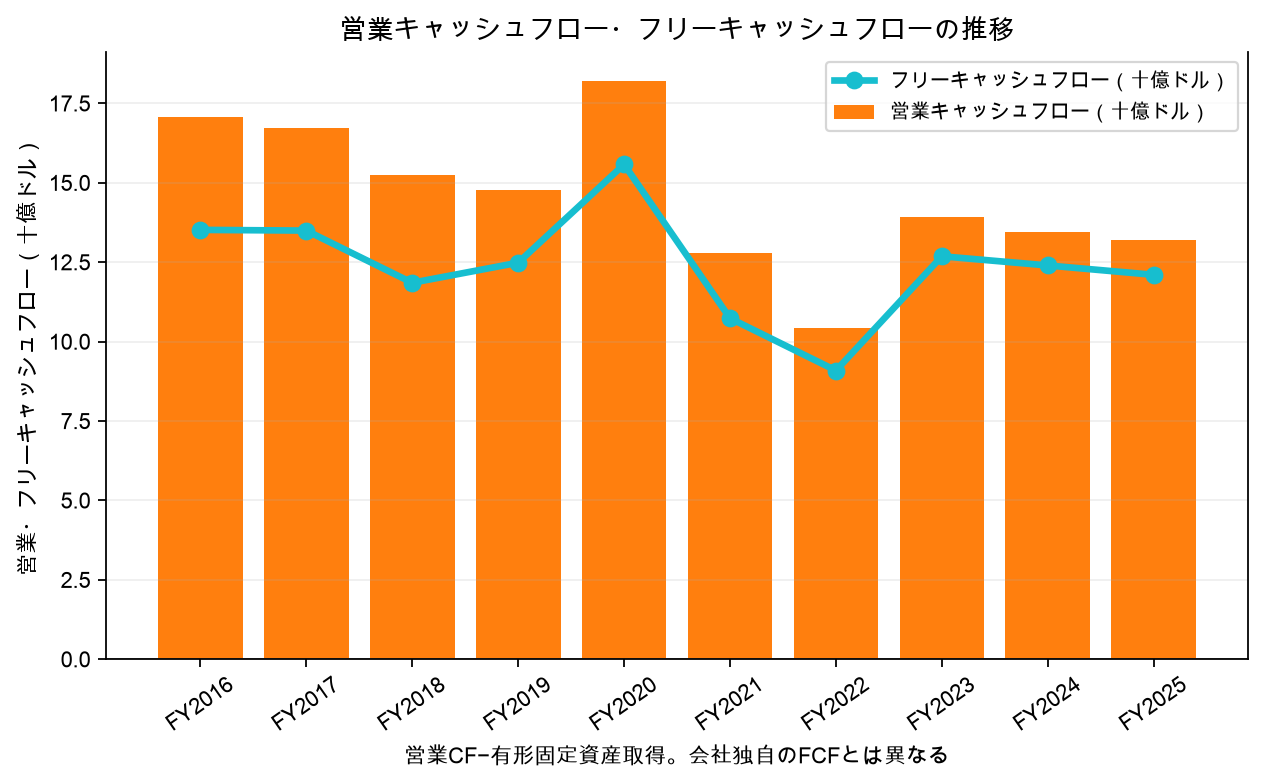 営業キャッシュフロー・フリーキャッシュフローの推移
フリーキャッシュフロー（十億ドル）
営業キャッシュフロー（十億ドル）
営業・フリーキャッシュフロー（十億ドル）
17.5
15.0
12.5
10.0
7.5
5.0
2.5
0.0
FY2016
FY2017
FY2018
FY2019
FY2020
FY2021
FY2022
FY2023
FY2024
FY2025
営業CF−有形固定資産取得。会社独自のFCFとは異なる